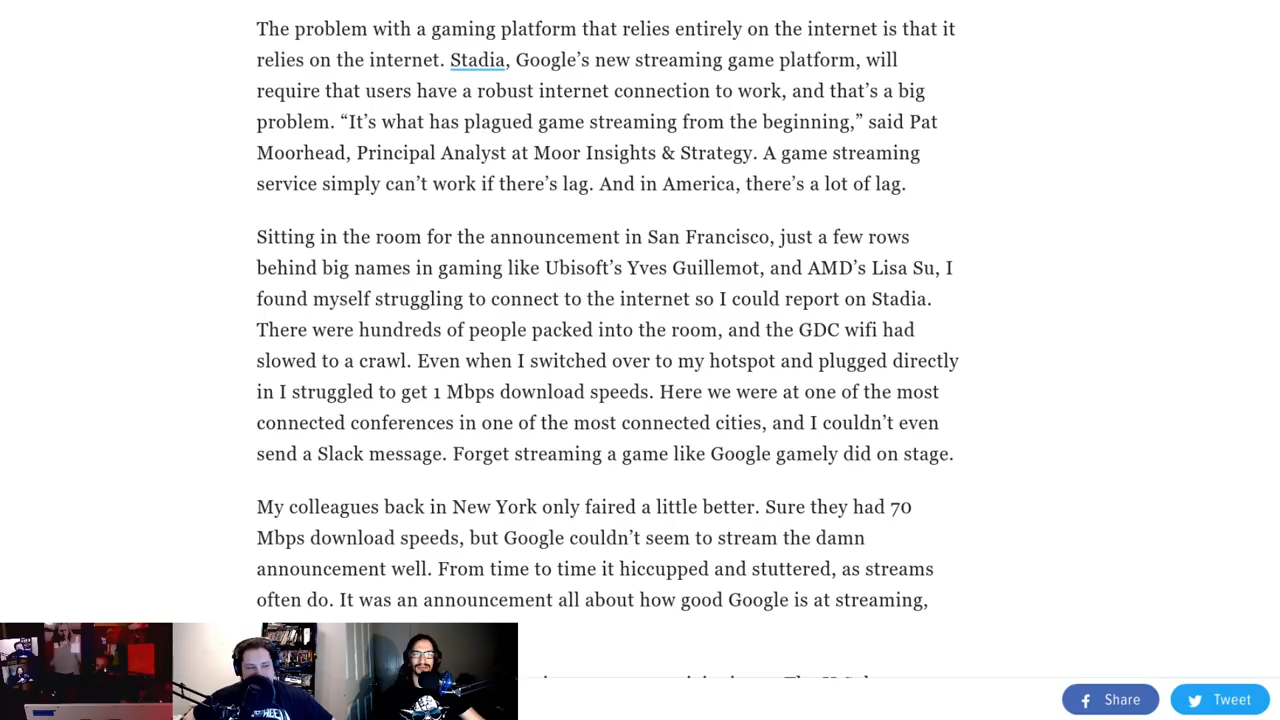 The problem with a gaming platform that relies entirely on the internet is that it
relies on the internet. Stadia, Google’s new streaming game platform, will
require that users have a robust internet connection to work, and that’s a big
problem. “It’s what has plagued game streaming from the beginning,” said Pat
Moorhead, Principal Analyst at Moor Insights & Strategy. A game streaming
service simply can’t work if there’s lag. And in America, there’s a lot of lag.
Sitting in the room for the announcement in San Francisco, just a few rows
behind big names in gaming like Ubisoft’s Yves Guillemot, and AMD’s Lisa Su, I
found myself struggling to connect to the internet so I could report on Stadia.
There were hundreds of people packed into the room, and the GDC wifi had
slowed to a crawl. Even when I switched over to my hotspot and plugged directly
in I struggled to get 1 Mbps download speeds. Here we were at one of the most
connected conferences in one of the most connected cities, and I couldn’t even
send a Slack message. Forget streaming a game like Google gamely did on stage.
My colleagues back in New York only faired a little better. Sure they had 70
Mbps download speeds, but Google couldn’t seem to stream the damn
announcement well. From time to time it hiccupped and stuttered, as streams
often do. It was an announcement all about how good Google is at streaming,
Share
Tweet